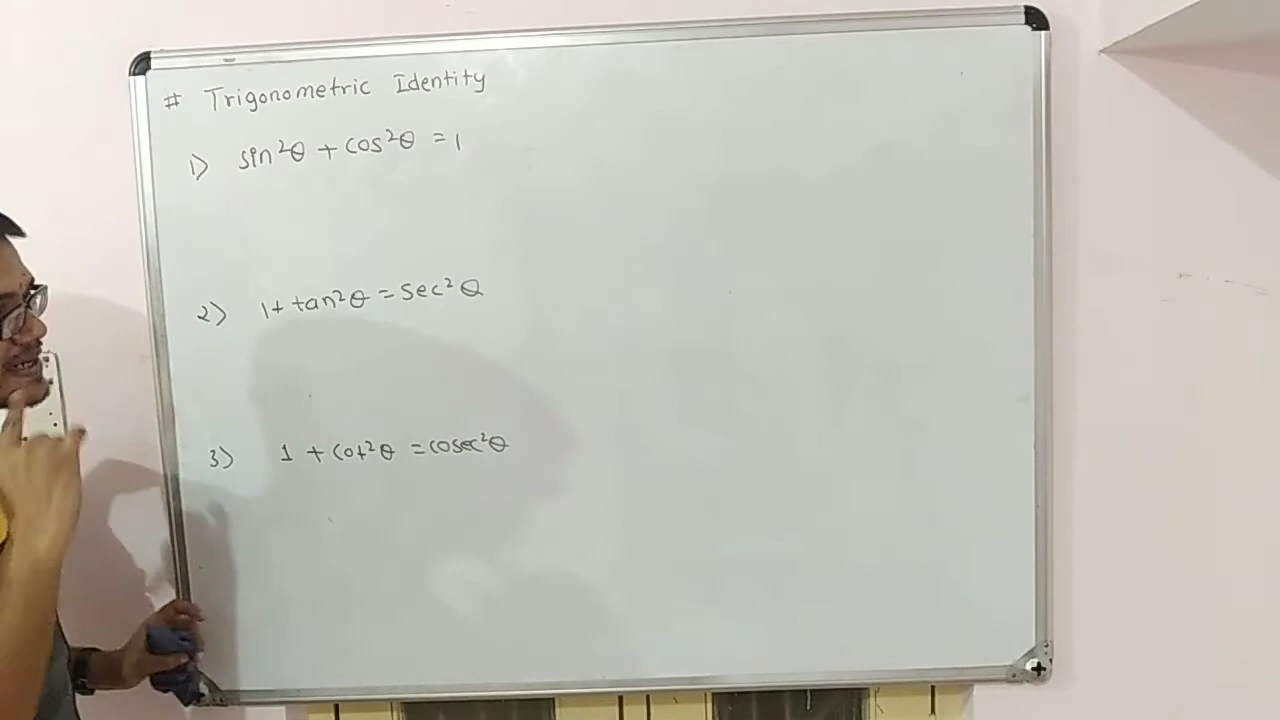 # Trigonometric Identity
1) sin²θ + cos²θ = 1
2) 1+ tan²θ = sec²θ
3) 1 + cot²θ = cosec²θ